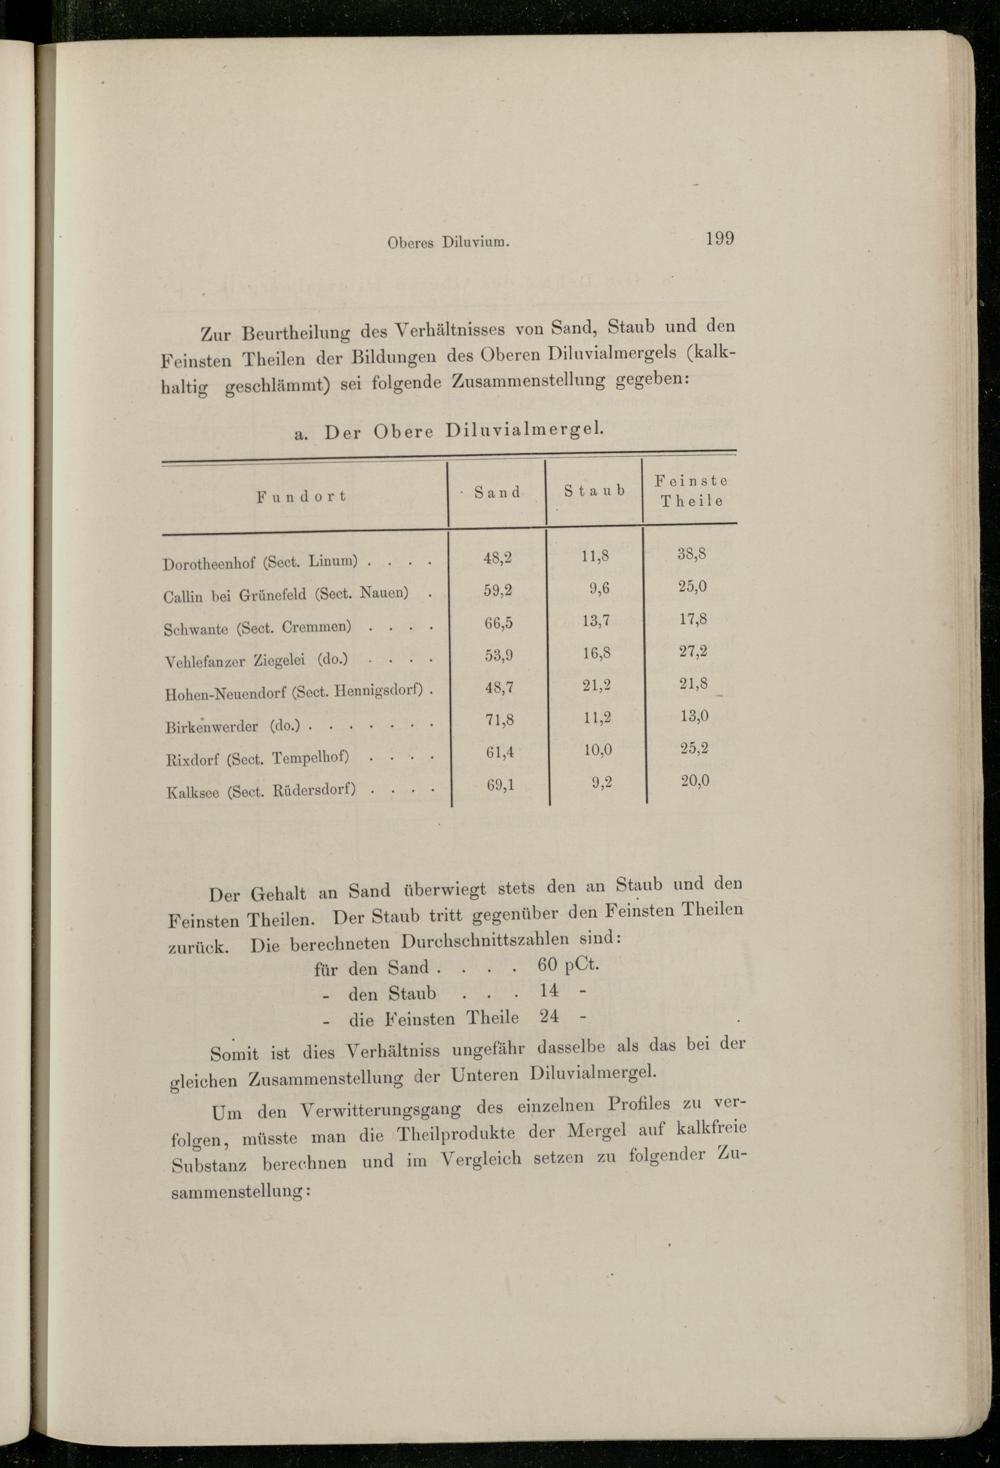 Oberes Diluvium. 199
Zur Beurtheilung des Verhältnisses von Sand, Staub und den
Feinsten Theilen der Bildungen des Oberen Diluvialmergels (kalk-
haltig geschlämmt) sei folgende Zusammenstellung gegeben:
a. Der Obere Diluvialmergel.
Fundort Sand Staub Feinste
Theile
Dorotheenhof (Sect. Linum) . . . . 48,2 11,8 38,8
Callin bei Grünefeld (Sect. Nauen) . 59,2 9,6 25,0
Schwante (Sect. Cremmen) . . . . 66,5 13,7 17,8
Vehlefanzer Ziegelei (do.) . . . . 53,9 16,8 27,2
Hohen-Neuendorf (Sect. Hennigsdorf) . 48,7 21,2 21,8
Birkenwerder (do.) . . . . . . . 71,8 11,2 13,0
Rixdorf (Sect. Tempelhof) . . . . 61,4 10,0 25,2
Kalksee (Sect. Rüdersdorf) . . . . 69,1 9,2 20,0
Der Gehalt an Sand überwiegt stets den an Staub und den
Feinsten Theilen. Der Staub tritt gegenüber den Feinsten Theilen
zurück. Die berechneten Durchschnittszahlen sind:
für den Sand . . . . 60 pCt.
- den Staub . . . 14 -
- die Feinsten Theile 24 -
Somit ist dies Verhältniss ungefähr dasselbe als das bei der
gleichen Zusammenstellung der Unteren Diluvialmergel.
Um den Verwitterungsgang des einzelnen Profiles zu ver-
folgen, müsste man die Theilprodukte der Mergel auf kalkfreie
Substanz berechnen und im Vergleich setzen zu folgender Zu-
sammenstellung: